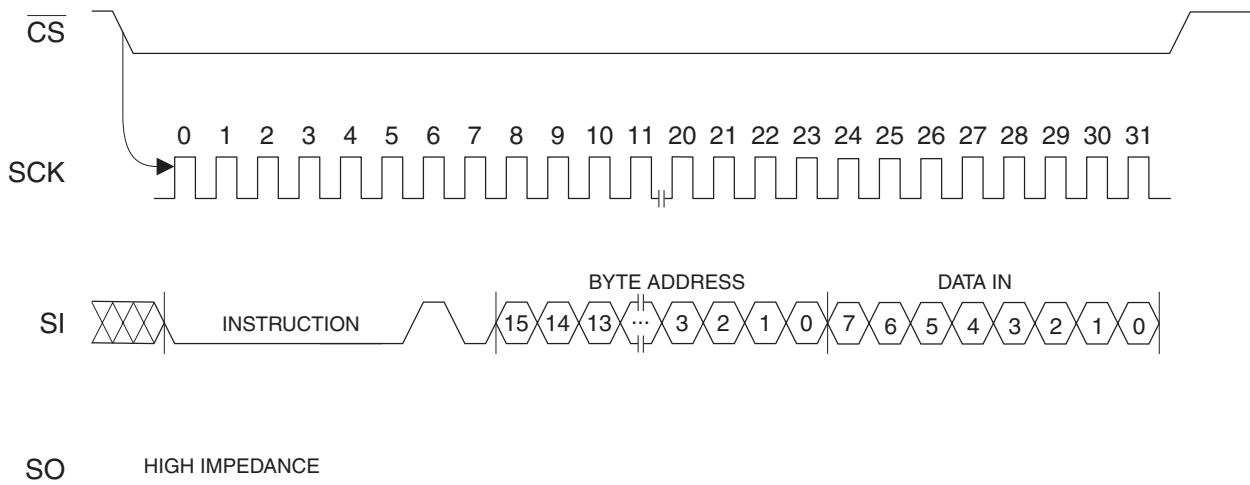 CS
0 1 2 3 4 5 6 7 8 9 10 11 20 21 22 23 24 25 26 27 28 29 30 31
SCK
BYTE ADDRESS DATA IN
SI INSTRUCTION 15 14 13 ... 3 2 1 0 7 6 5 4 3 2 1 0
SO HIGH IMPEDANCE